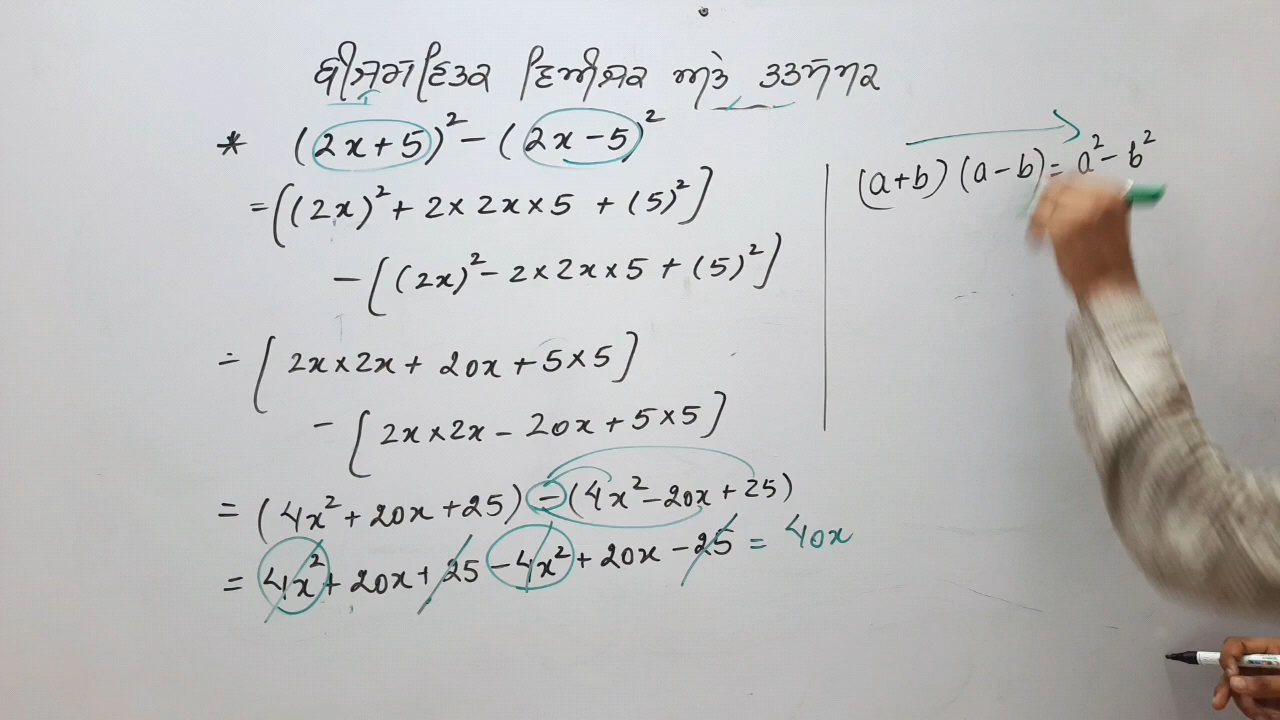 ਬੀਜਗਣਿਤਕ ਵਿਅੰਜਕ ਅਤੇ ਤਤਸਮਕ
* (2x+5)² - (2x-5)²
= [(2x)² + 2×2x×5 + (5)²]
- [(2x)² - 2×2x×5 + (5)²]
= [2x×2x + 20x + 5×5]
- [2x×2x - 20x + 5×5]
= (4x² + 20x + 25) - (4x² - 20x + 25)
= 4x² + 20x + 25 - 4x² + 20x - 25 = 40x
(a+b)(a-b) = a² - b²